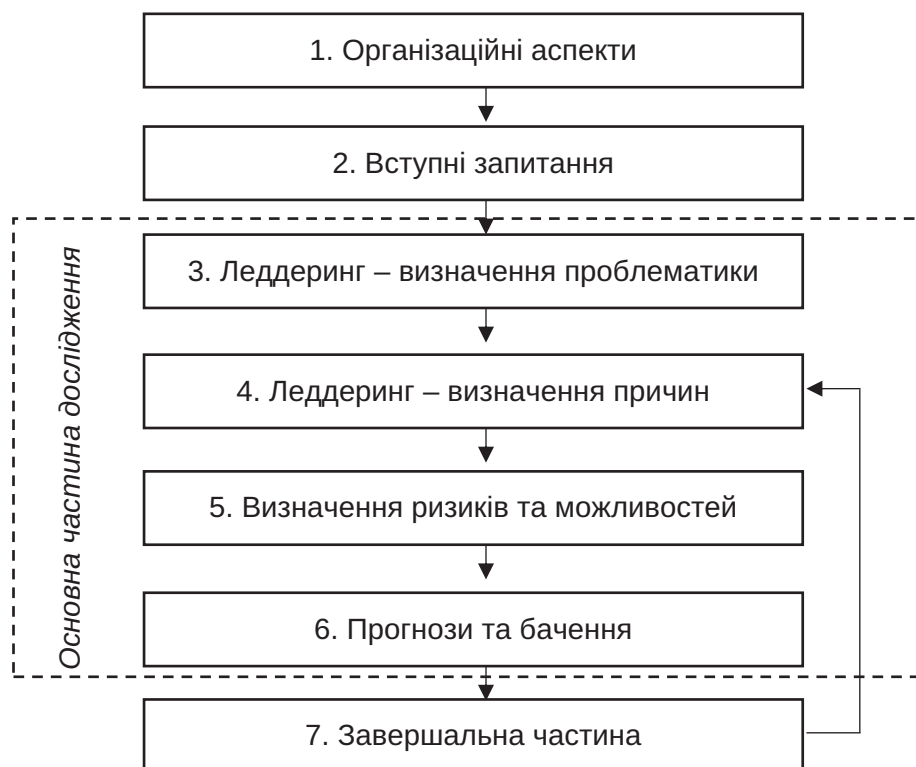 1. Організаційні аспекти
2. Вступні запитання
Основна частина дослідження
3. Леддеринг – визначення проблематики
4. Леддеринг – визначення причин
5. Визначення ризиків та можливостей
6. Прогнози та бачення
7. Завершальна частина